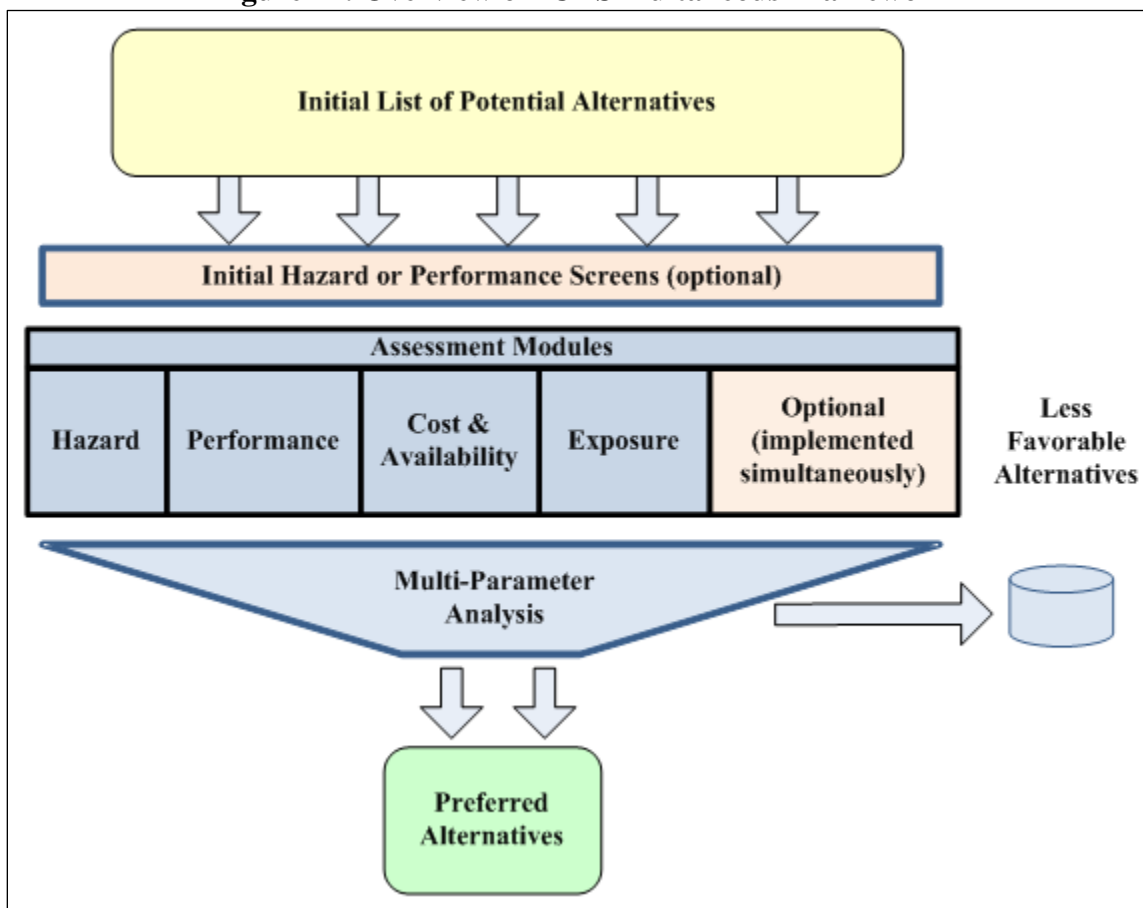 Initial List of Potential Alternatives
Initial Hazard or Performance Screens (optional)
Assessment Modules
Hazard
Performance
Cost &
Availability
Exposure
Optional
(implemented
simultaneously)
Less
Favorable
Alternatives
Multi-Parameter
Analysis
Preferred
Alternatives